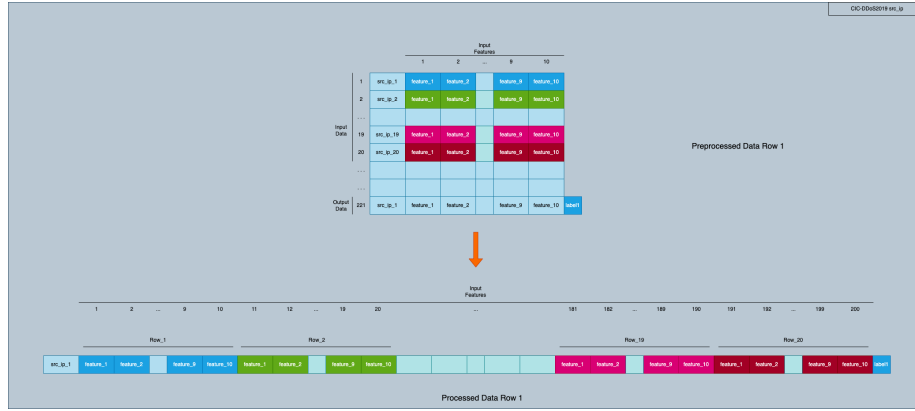 CIC-DDoS2019 src_ip
Input
Features
1 2 ... 9 10
1 src_ip_1 feature_1 feature_2 feature_9 feature_10
2 src_ip_2 feature_1 feature_2 feature_9 feature_10
....
Input
Data
19 src_ip_19 feature_1 feature_2 feature_9 feature_10
20 src_ip_20 feature_1 feature_2 feature_9 feature_10
Preprocessed Data Row 1
....
....
Output
Data
221 src_ip_1 feature_1 feature_2 feature_9 feature_10 label1
Input
Features
1 2 ... 9 10 11 12 ... 19 20 ... 181 182 ... 189 190 191 192 ... 199 200
Row_1 Row_2 Row_19 Row_20
src_ip_1 feature_1 feature_2 feature_9 feature_10 feature_1 feature_2 feature_9 feature_10 feature_1 feature_2 feature_9 feature_10 feature_1 feature_2 feature_9 feature_10 label1
Processed Data Row 1